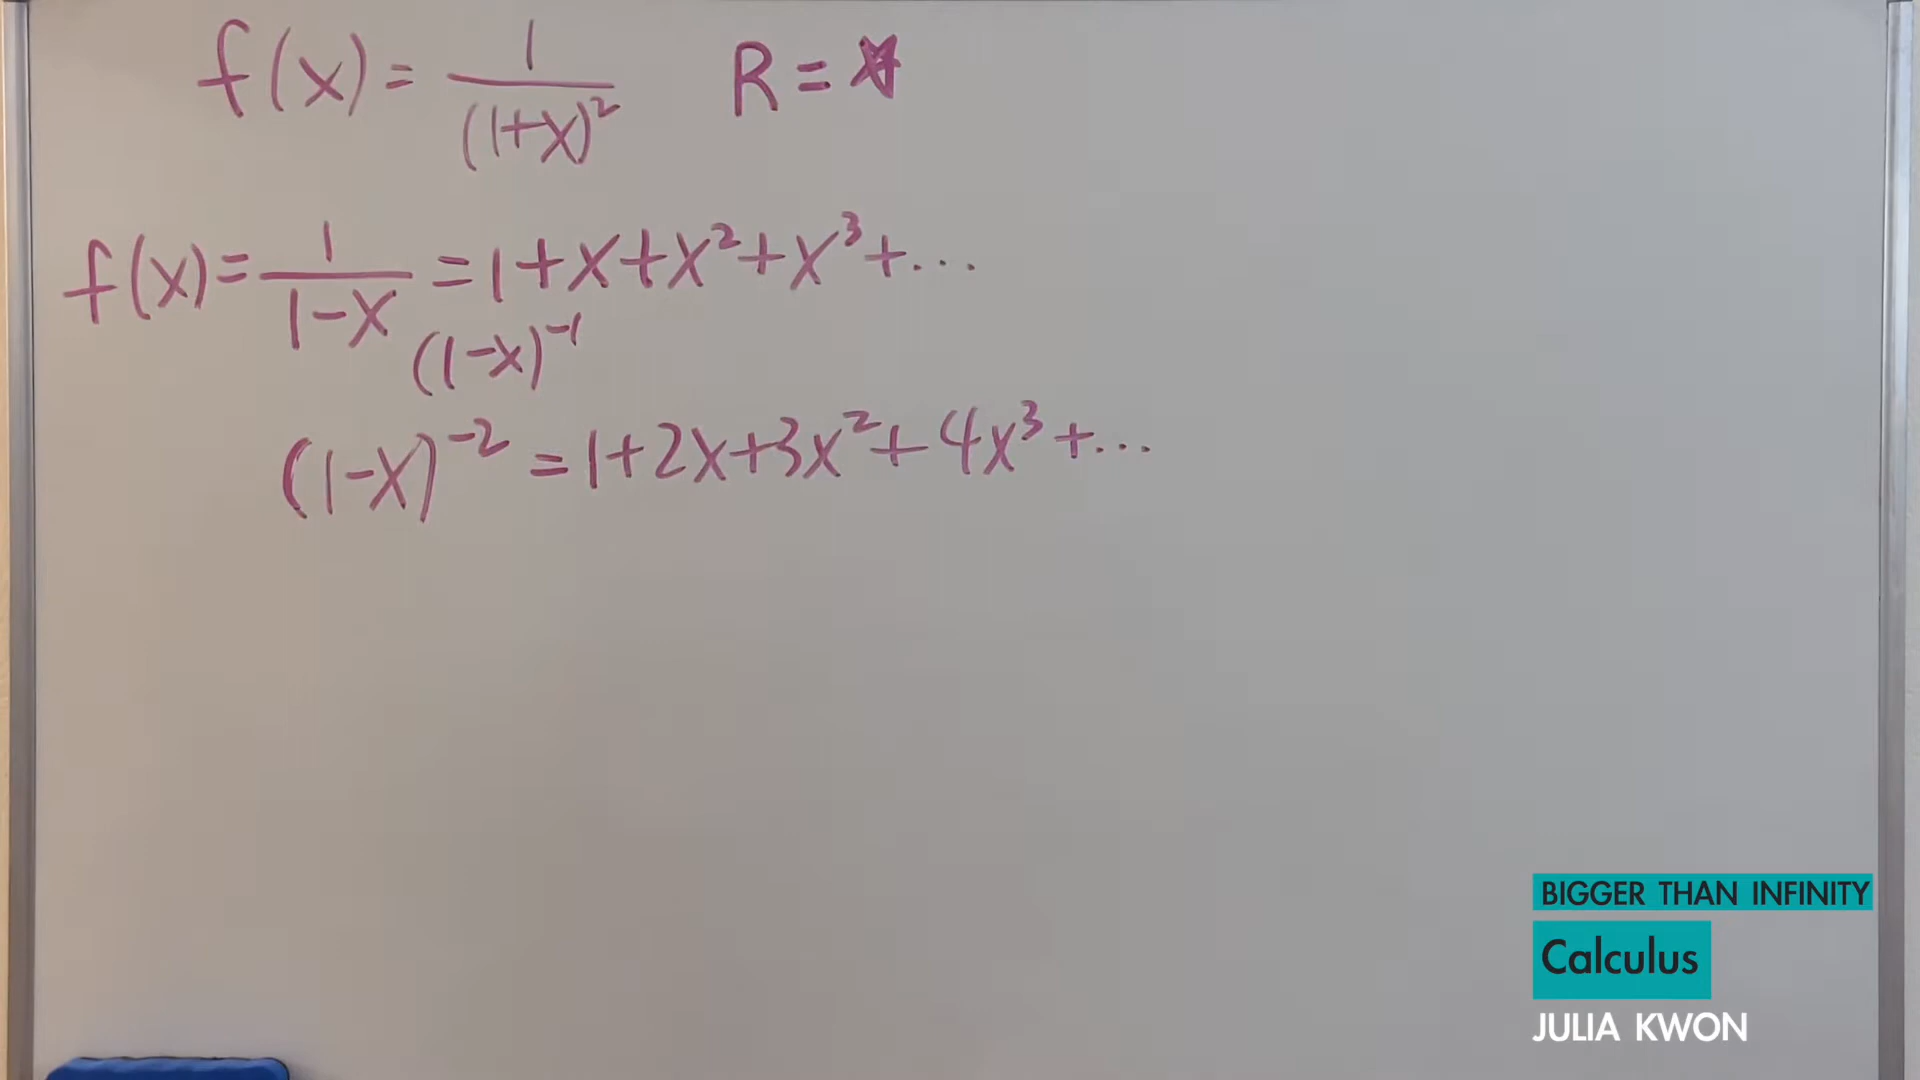 f(x) = 1/(1+x)² R =
f(x) = 1/(1-x) = 1+x+x²+x³+...
(1-x)⁻¹
(1-x)⁻² = 1+2x+3x²+4x³+...
BIGGER THAN INFINITY
Calculus
JULIA KWON